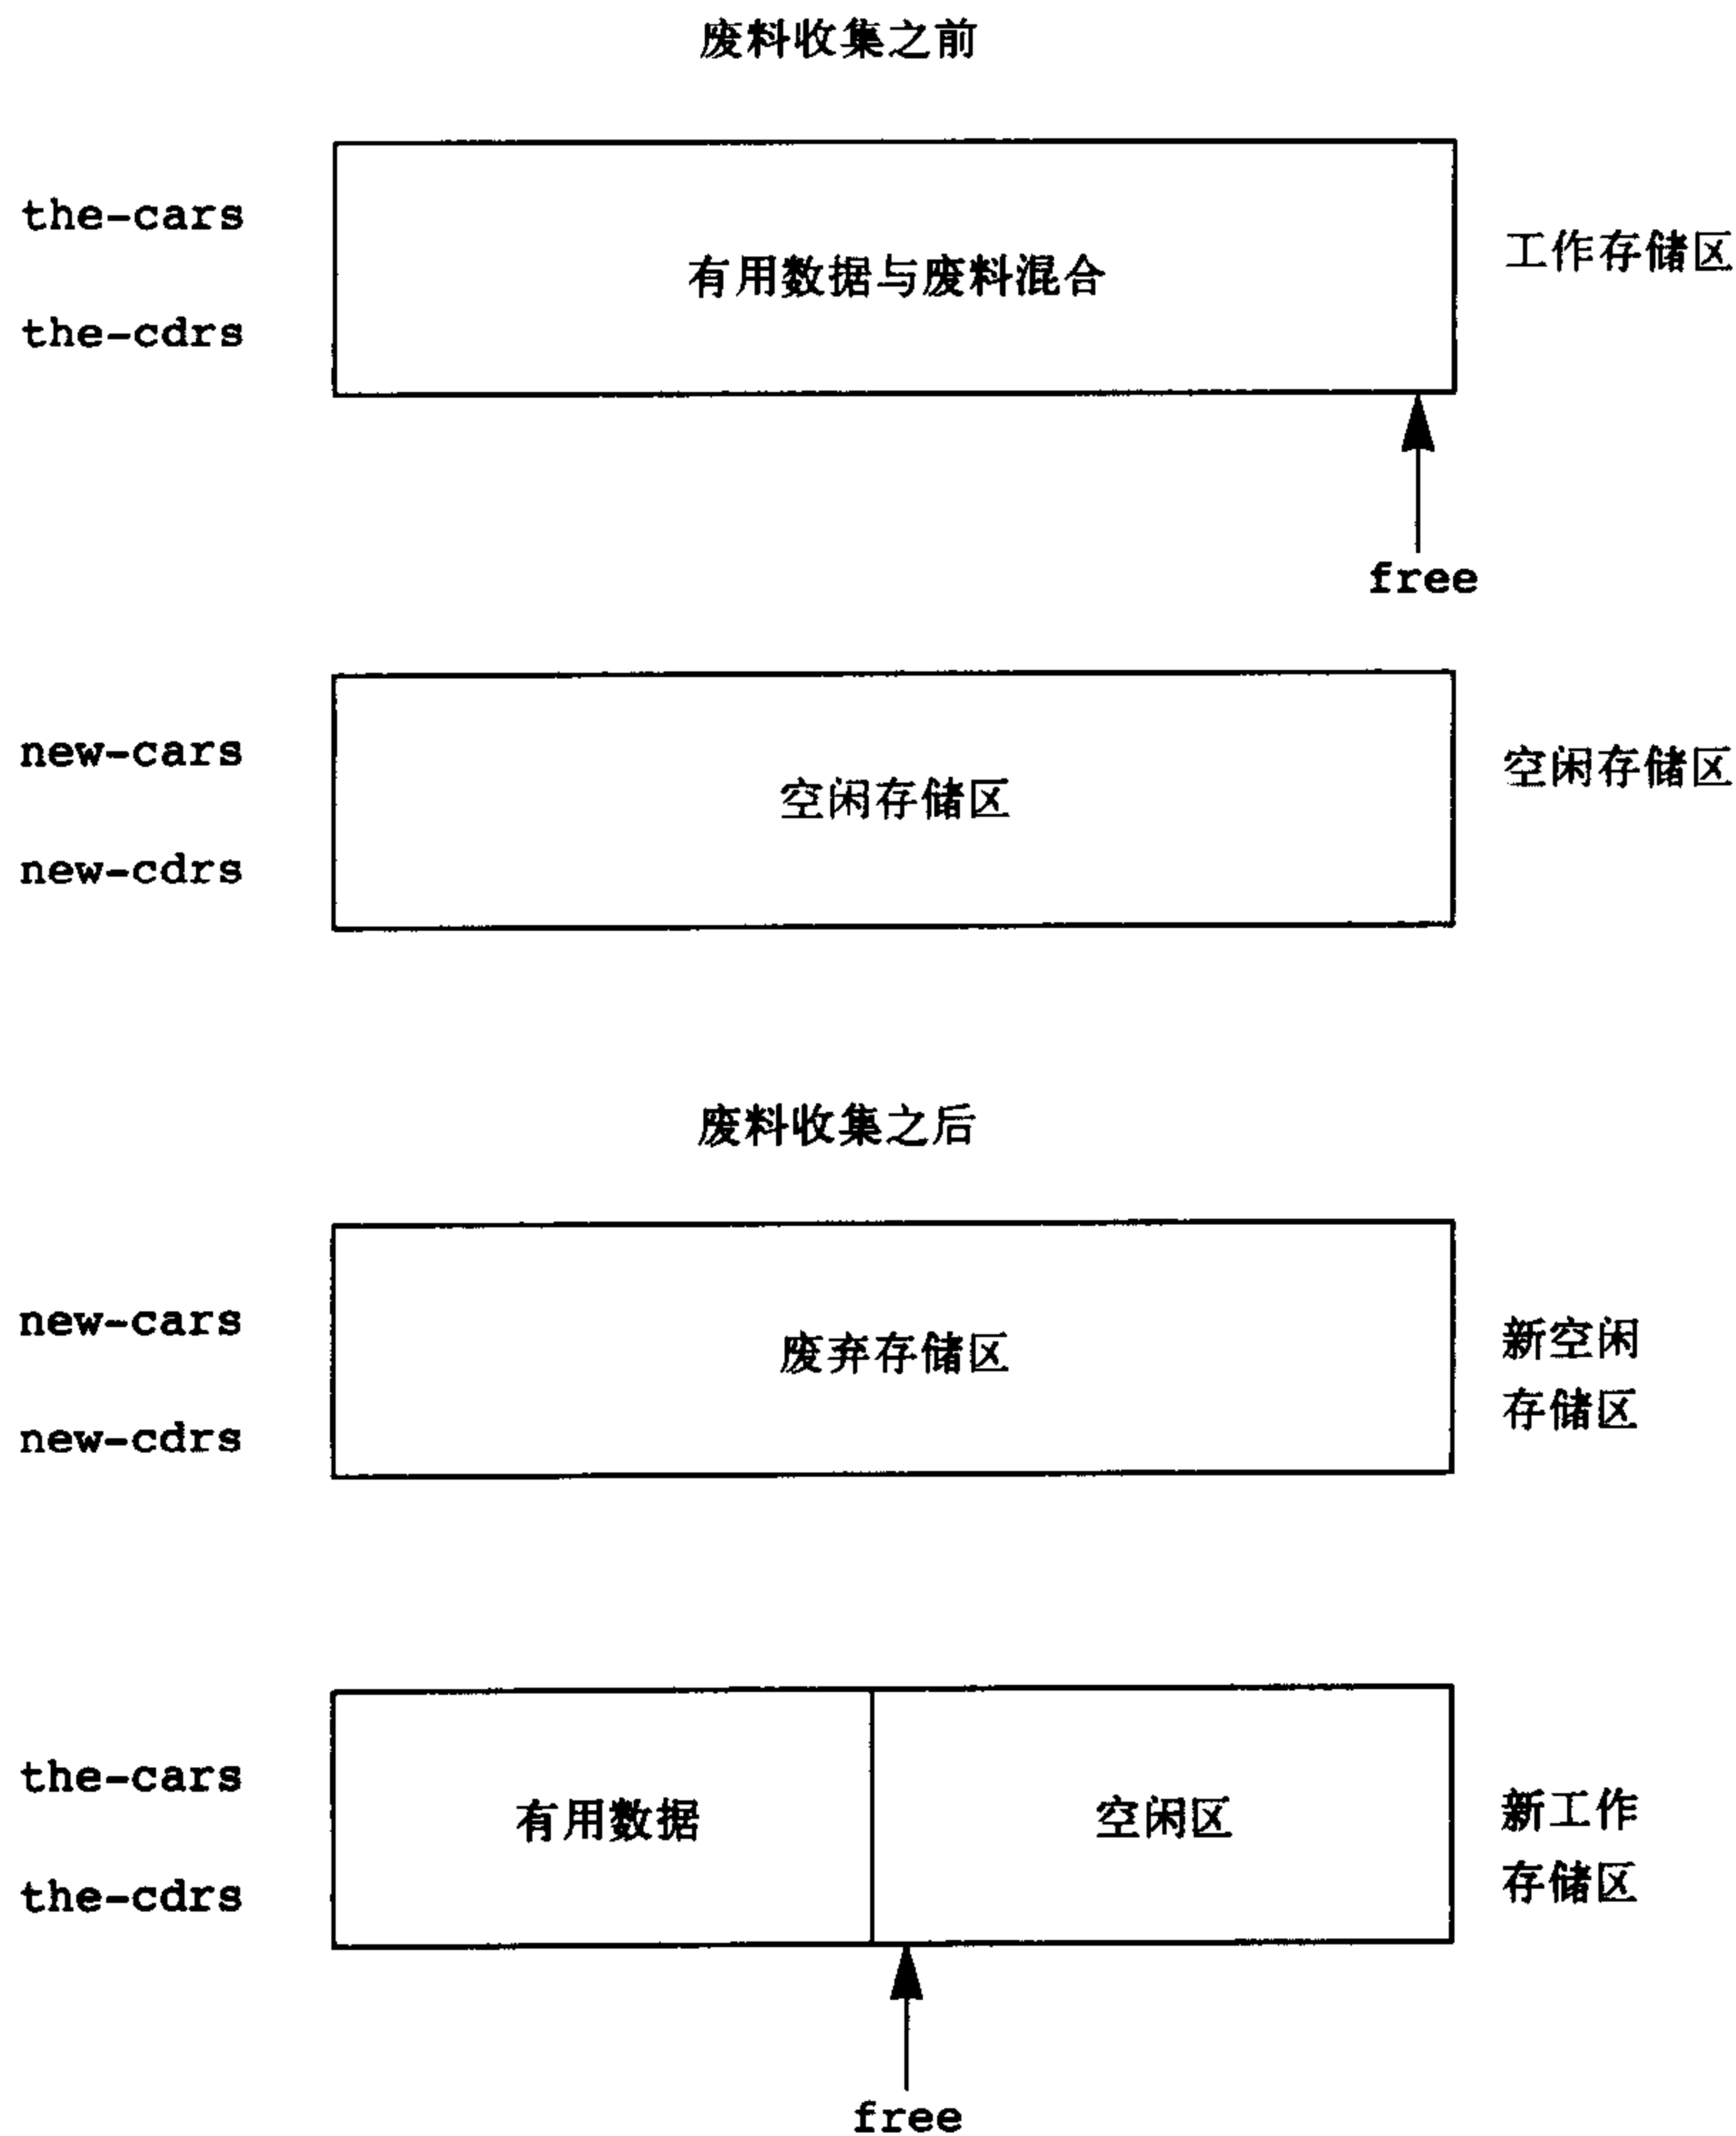 废料收集之前
the-cars
有用数据与废料混合
工作存储区
the-cdrs
free
new-cars
空闲存储区
空闲存储区
new-cdrs
废料收集之后
new-cars
废弃存储区
新空闲
存储区
new-cdrs
the-cars
有用数据
空闲区
新工作
存储区
the-cdrs
free